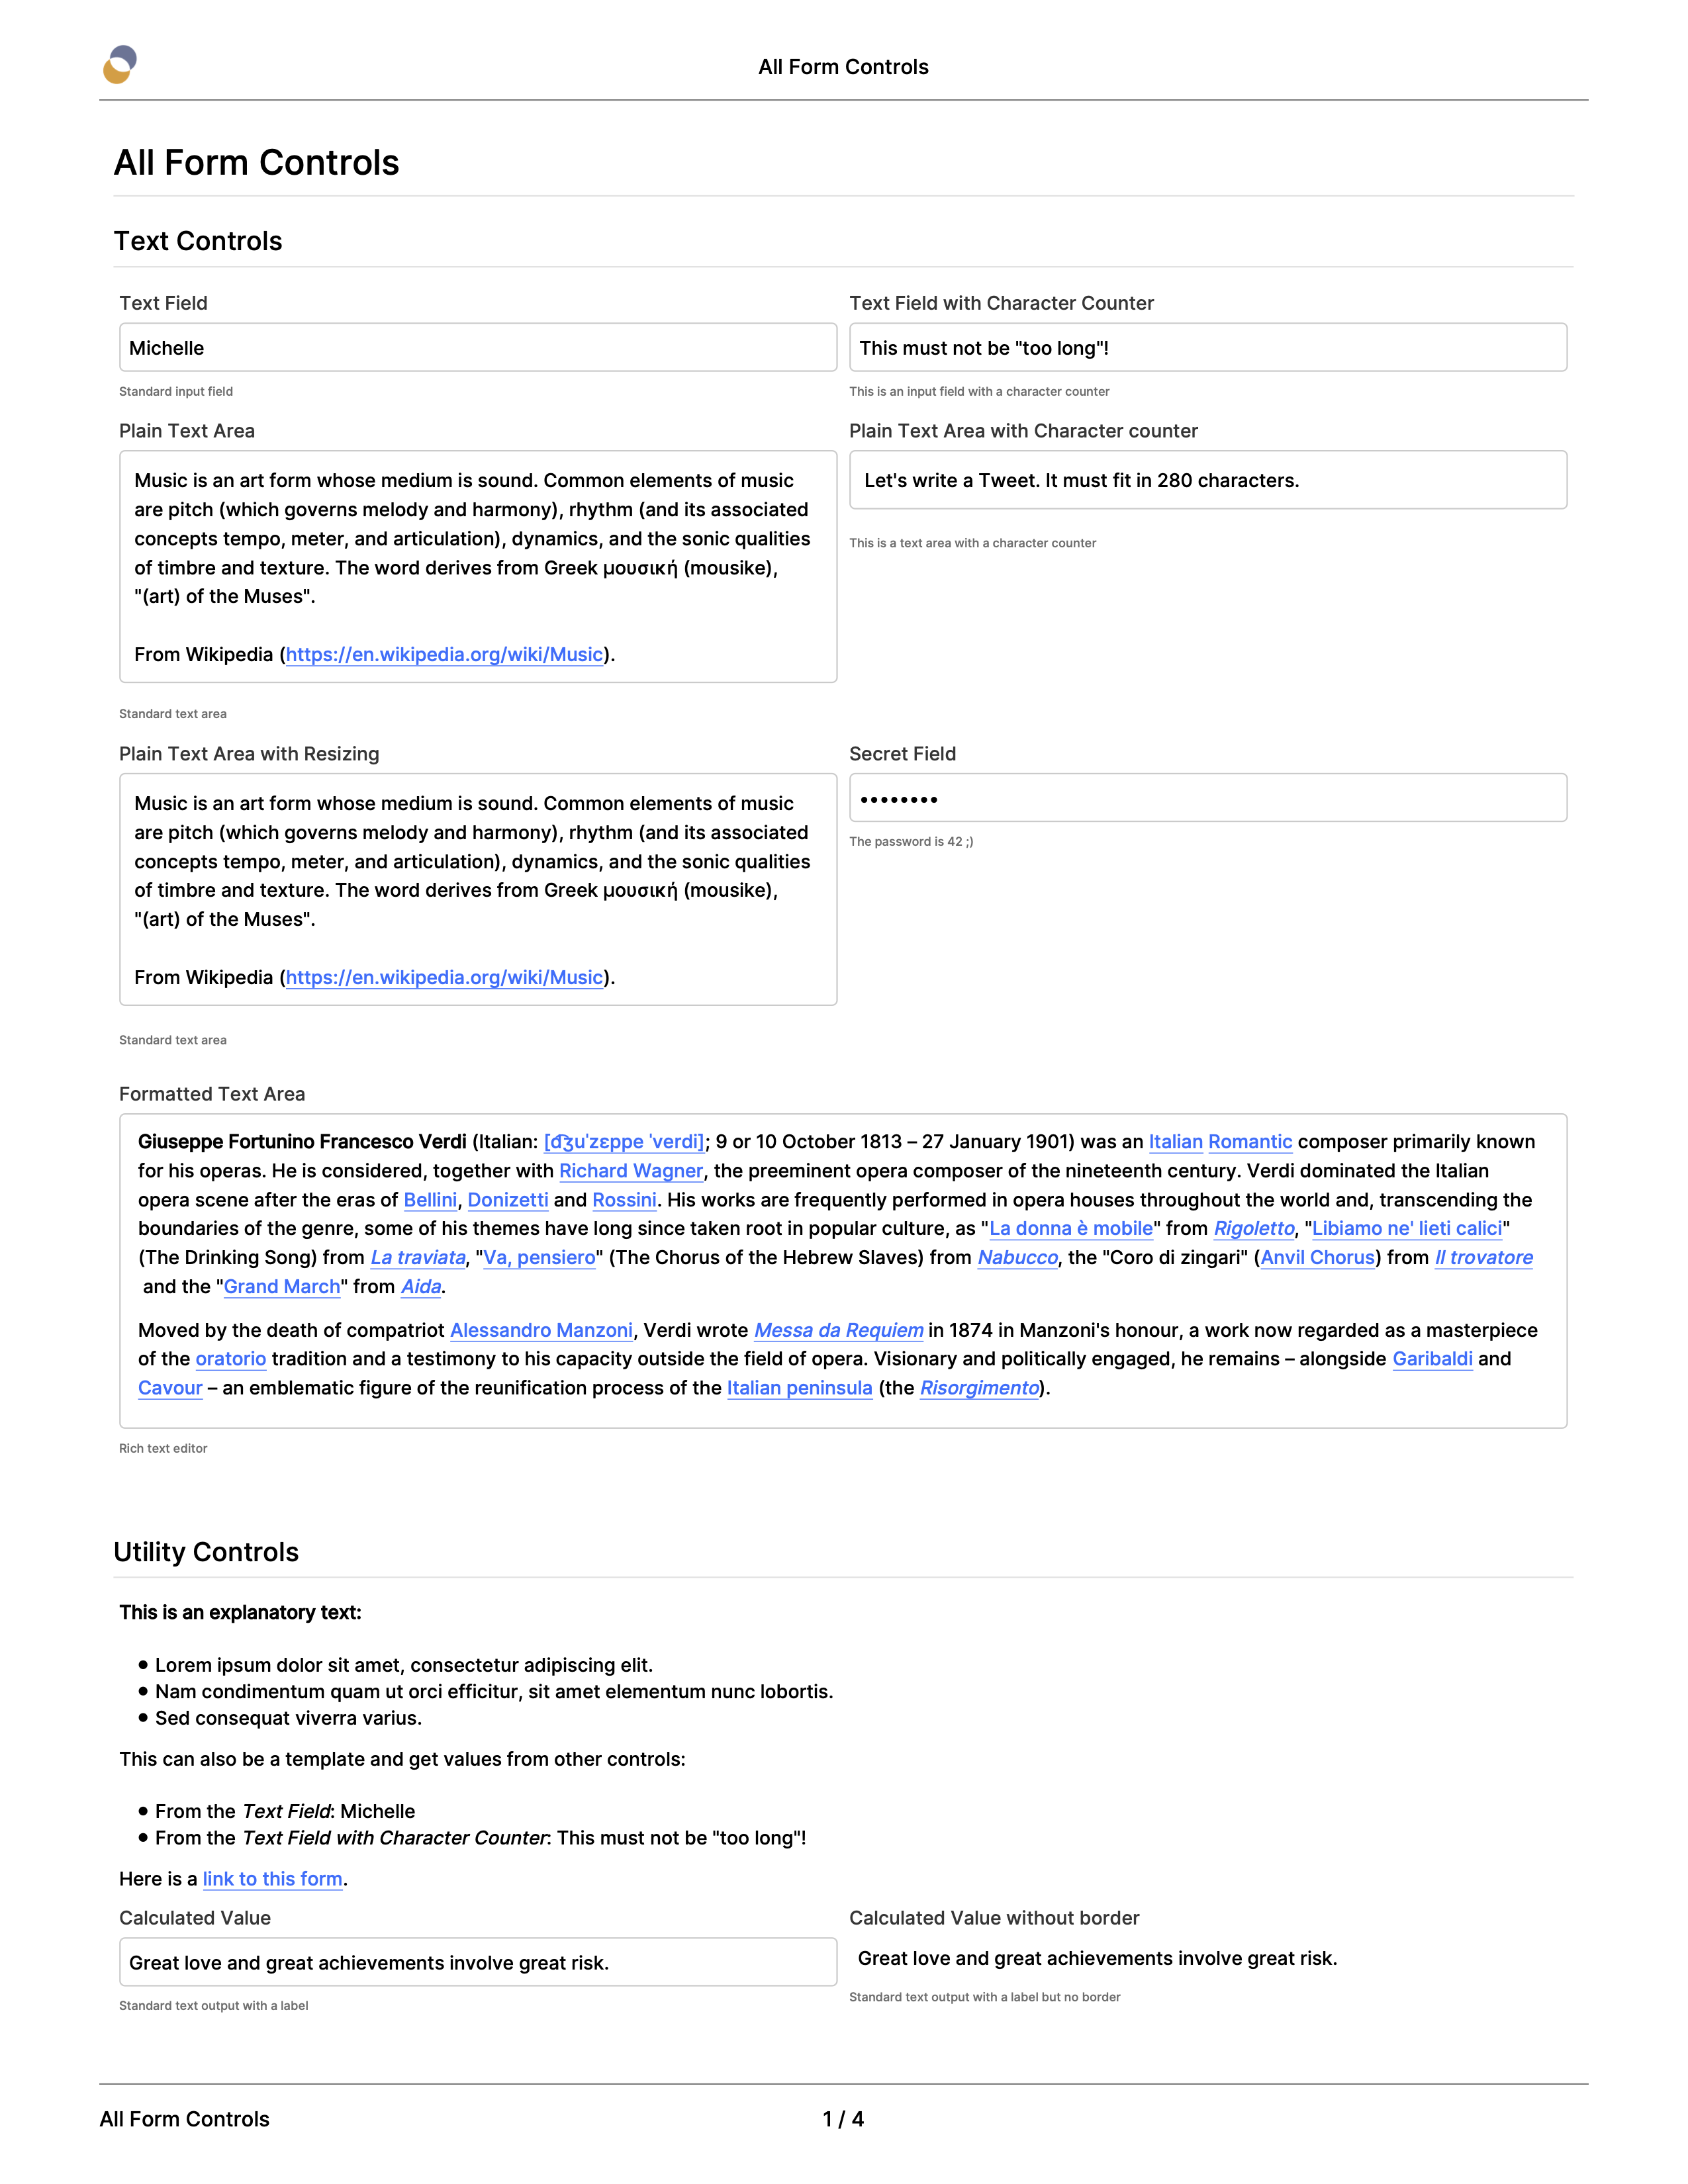 All Form Controls
All Form Controls
Text Controls
Text Field
Michelle
Standard input field
Text Field with Character Counter
This must not be "too long"!
This is an input field with a character counter
Plain Text Area
Music is an art form whose medium is sound. Common elements of music
are pitch (which governs melody and harmony), rhythm (and its associated
concepts tempo, meter, and articulation), dynamics, and the sonic qualities
of timbre and texture. The word derives from Greek μουσική (mousike),
"(art) of the Muses".
From Wikipedia (https://en.wikipedia.org/wiki/Music).
Standard text area
Plain Text Area with Character counter
Let's write a Tweet. It must fit in 280 characters.
This is a text area with a character counter
Plain Text Area with Resizing
Music is an art form whose medium is sound. Common elements of music
are pitch (which governs melody and harmony), rhythm (and its associated
concepts tempo, meter, and articulation), dynamics, and the sonic qualities
of timbre and texture. The word derives from Greek μουσική (mousike),
"(art) of the Muses".
From Wikipedia (https://en.wikipedia.org/wiki/Music).
Standard text area
Secret Field
••••••••
The password is 42 ;)
Formatted Text Area
Giuseppe Fortunino Francesco Verdi (Italian: [d͡ʒuˈzɛppe ˈverdi]; 9 or 10 October 1813 – 27 January 1901) was an Italian Romantic composer primarily known
for his operas. He is considered, together with Richard Wagner, the preeminent opera composer of the nineteenth century. Verdi dominated the Italian
opera scene after the eras of Bellini, Donizetti and Rossini. His works are frequently performed in opera houses throughout the world and, transcending the
boundaries of the genre, some of his themes have long since taken root in popular culture, as "La donna è mobile" from Rigoletto, "Libiamo ne' lieti calici"
(The Drinking Song) from La traviata, "Va, pensiero" (The Chorus of the Hebrew Slaves) from Nabucco, the "Coro di zingari" (Anvil Chorus) from Il trovatore
and the "Grand March" from Aida.
Moved by the death of compatriot Alessandro Manzoni, Verdi wrote Messa da Requiem in 1874 in Manzoni's honour, a work now regarded as a masterpiece
of the oratorio tradition and a testimony to his capacity outside the field of opera. Visionary and politically engaged, he remains – alongside Garibaldi and
Cavour – an emblematic figure of the reunification process of the Italian peninsula (the Risorgimento).
Rich text editor
Utility Controls
This is an explanatory text:
• Lorem ipsum dolor sit amet, consectetur adipiscing elit.
• Nam condimentum quam ut orci efficitur, sit amet elementum nunc lobortis.
• Sed consequat viverra varius.
This can also be a template and get values from other controls:
• From the Text Field: Michelle
• From the Text Field with Character Counter: This must not be "too long"!
Here is a link to this form.
Calculated Value
Great love and great achievements involve great risk.
Standard text output with a label
Calculated Value without border
Great love and great achievements involve great risk.
Standard text output with a label but no border
All Form Controls
1 / 4